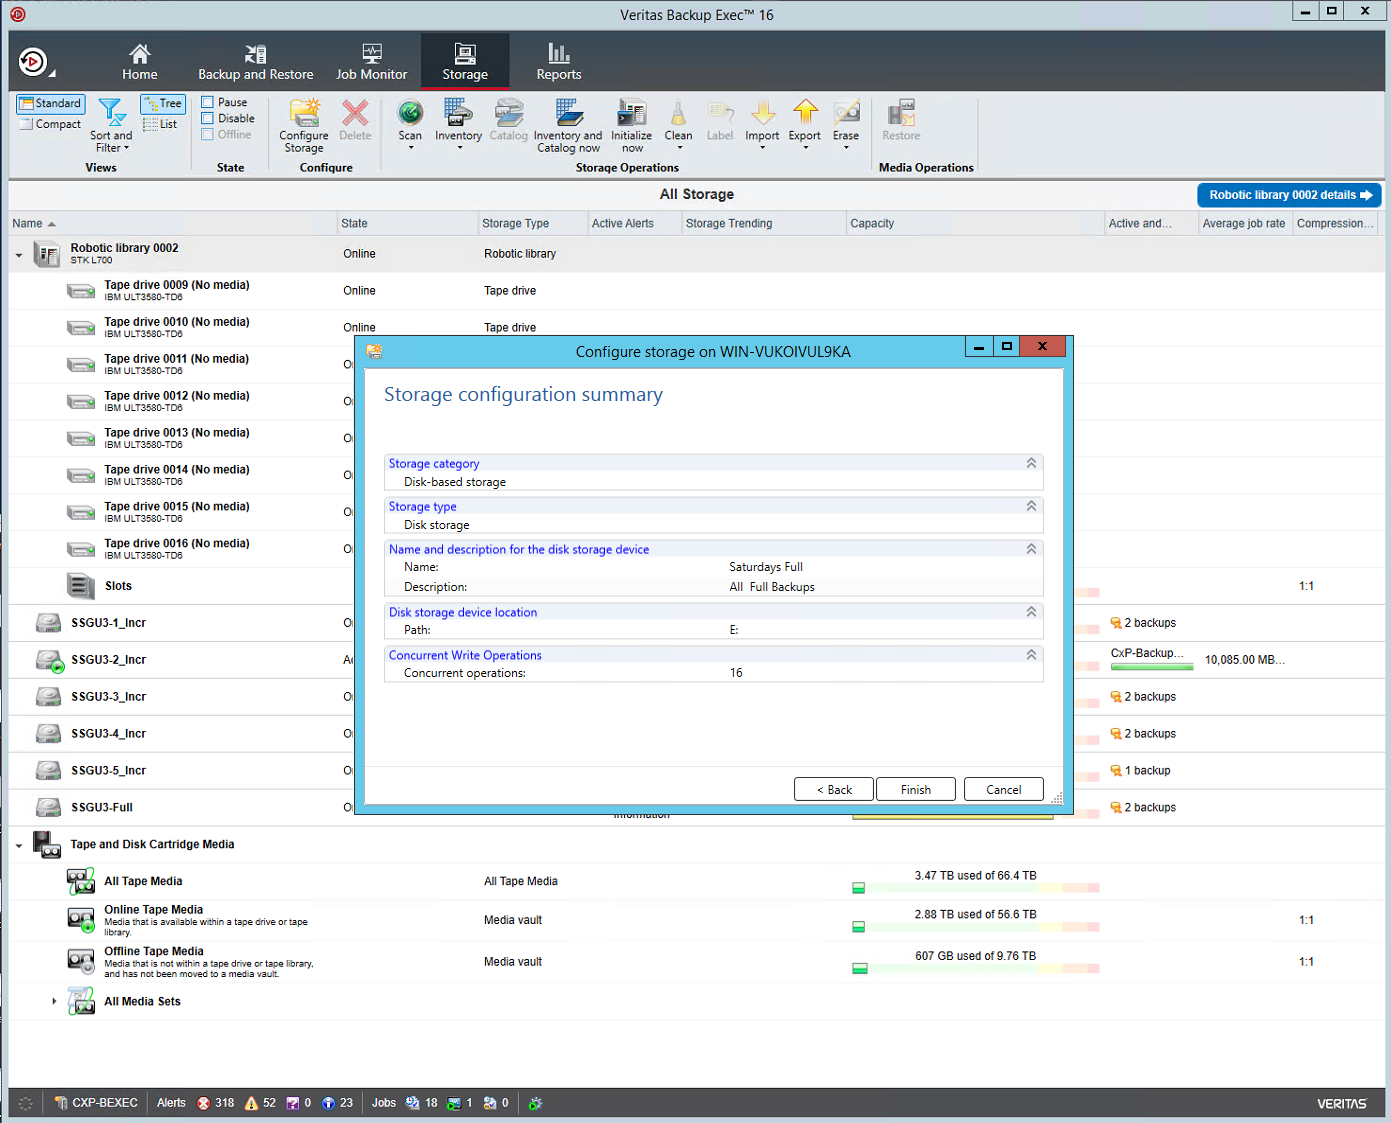 Veritas Backup Exec™ 16
Home
Backup and Restore
Job Monitor
Storage
Reports
Standard
Compact
Sort and Filter
Tree
List
Views
Pause
Disable
Offline
State
Configure Storage
Delete
Configure
Scan
Inventory
Catalog
Inventory and Catalog now
Initialize now
Clean
Label
Import
Export
Erase
Storage Operations
Restore
Media Operations
All Storage
Robotic library 0002 details
Name State Storage Type Active Alerts Storage Trending Capacity Active and... Average job rate Compression...
Robotic library 0002 Online Robotic library
STK L700
Tape drive 0009 (No media) Online Tape drive
IBM ULT3580-TD6
Tape drive 0010 (No media) Online Tape drive
IBM ULT3580-TD6
Tape drive 0011 (No media)
IBM ULT3580-TD6
Tape drive 0012 (No media)
IBM ULT3580-TD6
Tape drive 0013 (No media)
IBM ULT3580-TD6
Tape drive 0014 (No media)
IBM ULT3580-TD6
Tape drive 0015 (No media)
IBM ULT3580-TD6
Tape drive 0016 (No media)
IBM ULT3580-TD6
Slots 1:1
SSGU3-1_Incr 2 backups
SSGU3-2_Incr CxP-Backup... 10,085.00 MB...
SSGU3-3_Incr 2 backups
SSGU3-4_Incr 2 backups
SSGU3-5_Incr 1 backup
SSGU3-Full 2 backups
Configure storage on WIN-VUKOIVUL9KA
Storage configuration summary
Storage category
Disk-based storage
Storage type
Disk storage
Name and description for the disk storage device
Name: Saturdays Full
Description: All Full Backups
Disk storage device location
Path: E:
Concurrent Write Operations
Concurrent operations: 16
< Back
Finish
Cancel
Tape and Disk Cartridge Media
All Tape Media All Tape Media 3.47 TB used of 66.4 TB
Online Tape Media Media vault 2.88 TB used of 56.6 TB 1:1
Media that is available within a tape drive or tape
library.
Offline Tape Media Media vault 607 GB used of 9.76 TB 1:1
Media that is not within a tape drive or tape library,
and has not been moved to a media vault.
All Media Sets
CXP-BEXEC Alerts 318 52 0 23 Jobs 18 1 0 VERITAS